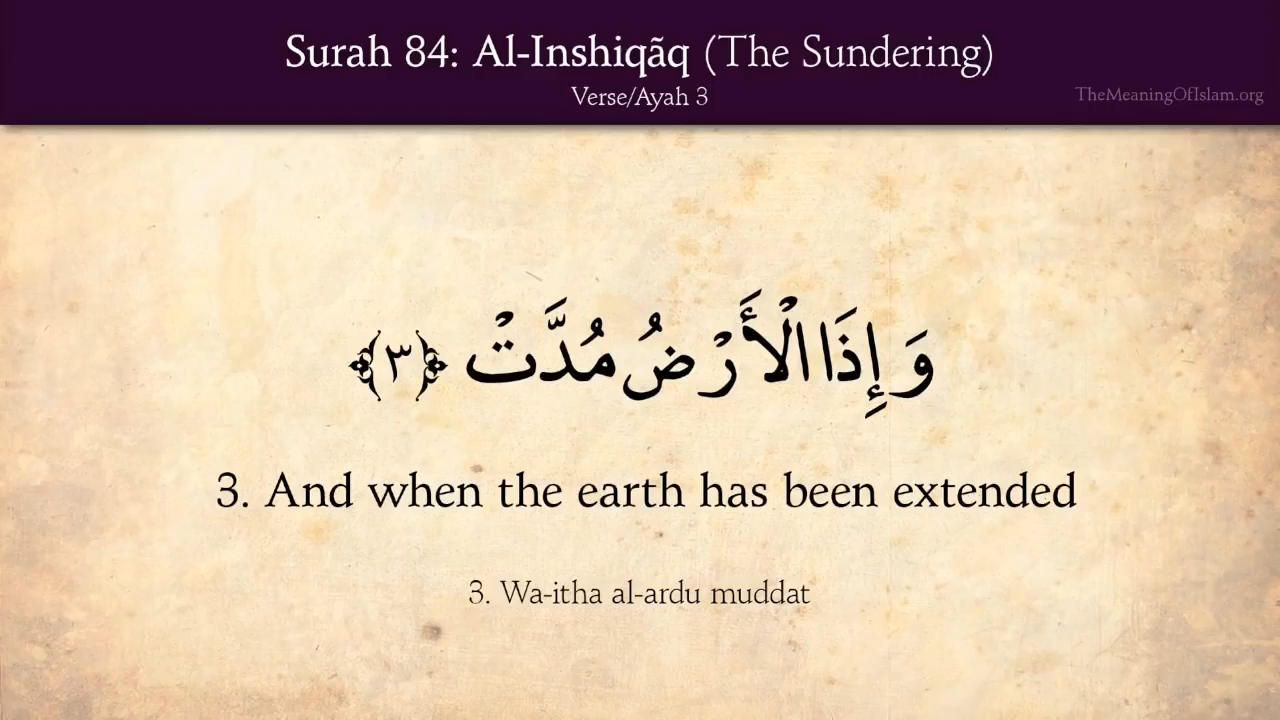 Surah 84: Al-Inshiqãq (The Sundering)
Verse/Ayah 3
TheMeaningOfIslam.org
وَإِذَا الْأَرْضُ مُدَّتْ ﴿٣﴾
3. And when the earth has been extended
3. Wa-itha al-ardu muddat